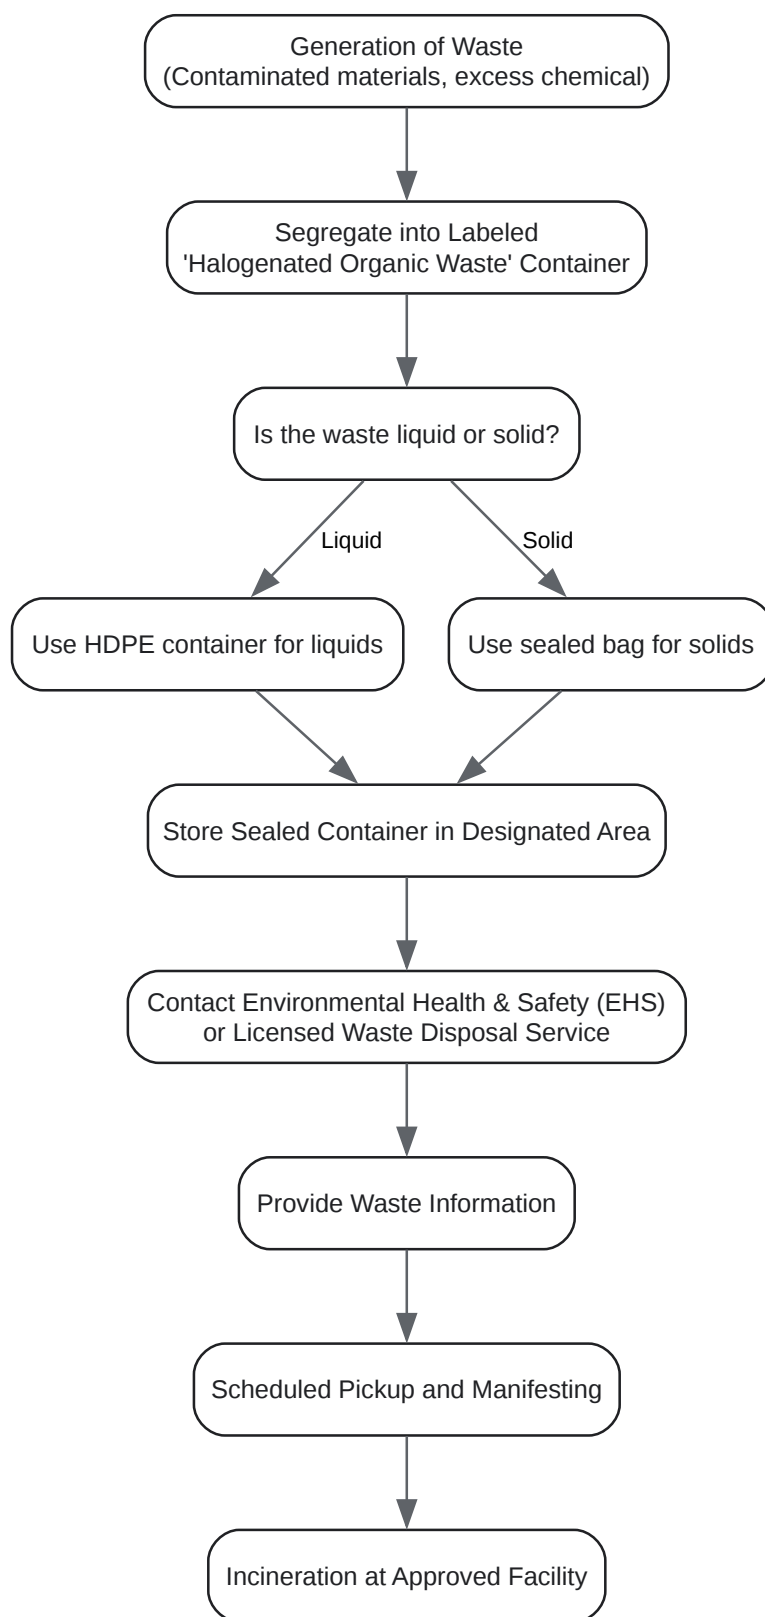 Generation of Waste
(Contaminated materials, excess chemical)
Segregate into Labeled
'Halogenated Organic Waste' Container
Is the waste liquid or solid?
Liquid
Solid
Use HDPE container for liquids
Use sealed bag for solids
Store Sealed Container in Designated Area
Contact Environmental Health & Safety (EHS)
or Licensed Waste Disposal Service
Provide Waste Information
Scheduled Pickup and Manifesting
Incineration at Approved Facility